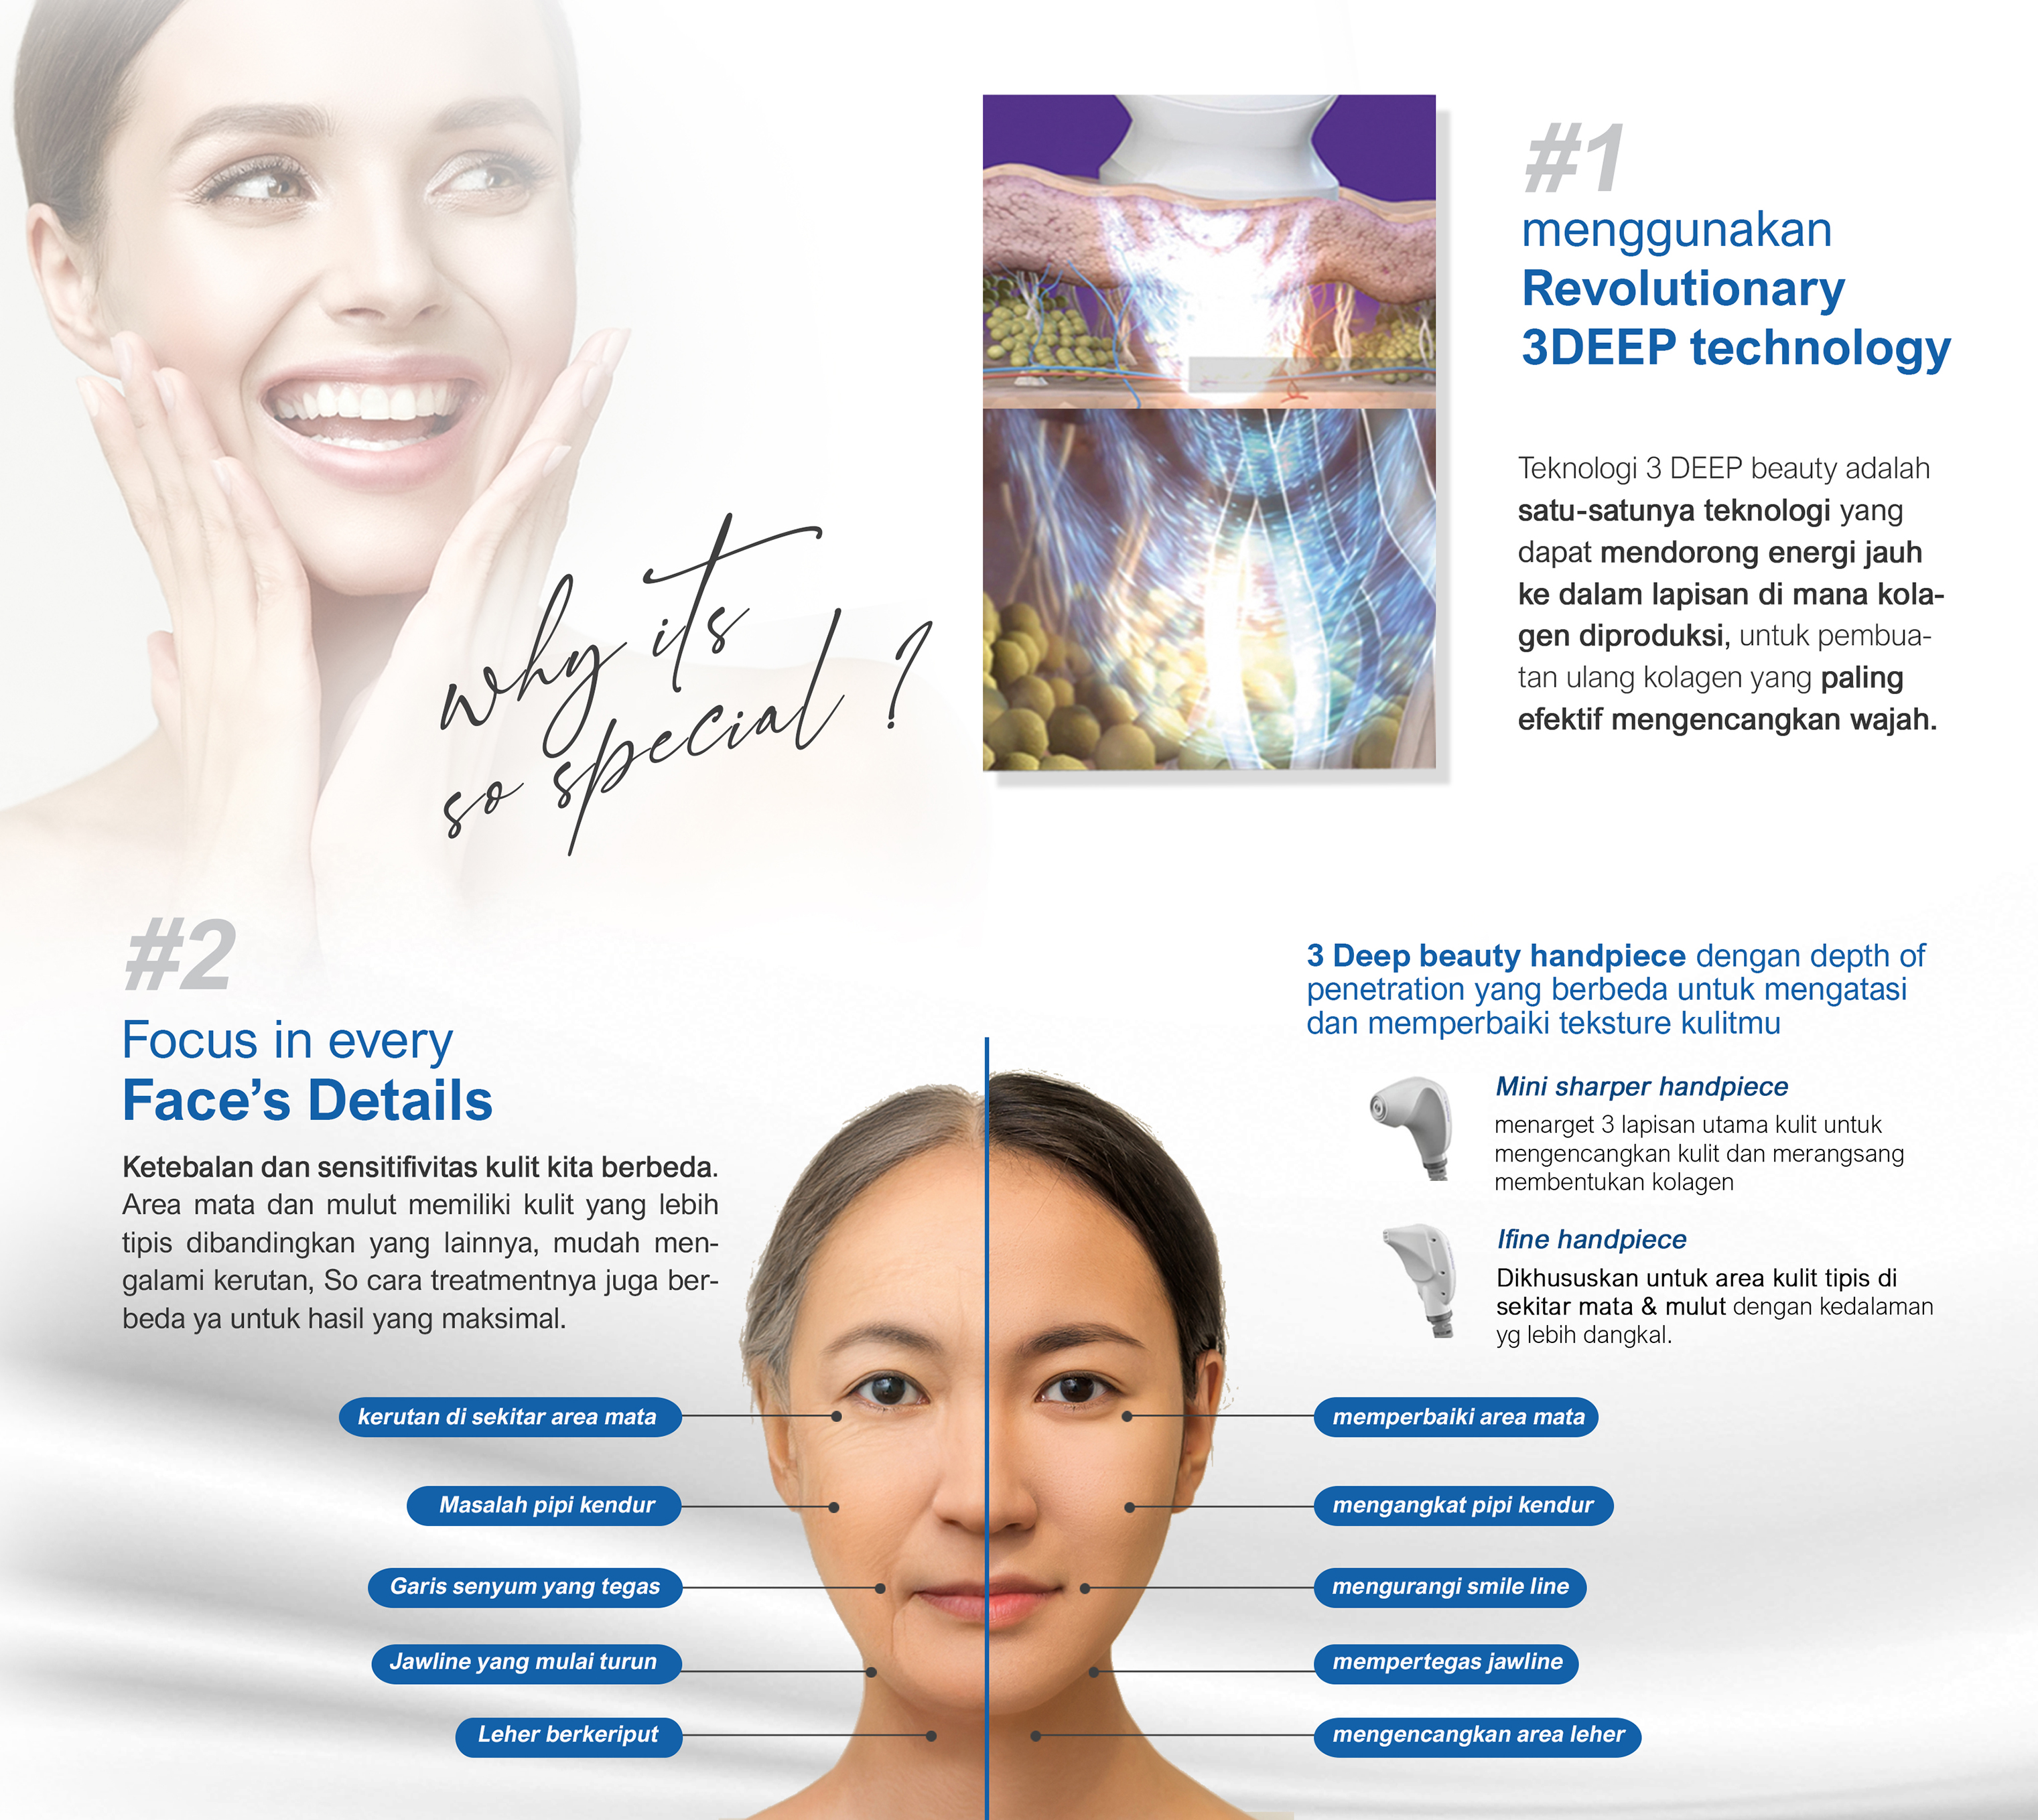 why its
so special ?
#1
menggunakan
Revolutionary
3DEEP technology
Teknologi 3 DEEP beauty adalah
satu-satunya teknologi yang
dapat mendorong energi jauh
ke dalam lapisan di mana kola-
gen diproduksi, untuk pembua-
tan ulang kolagen yang paling
efektif mengencangkan wajah.
#2
Focus in every
Face’s Details
Ketebalan dan sensitifivitas kulit kita berbeda.
Area mata dan mulut memiliki kulit yang lebih
tipis dibandingkan yang lainnya, mudah men-
galami kerutan, So cara treatmentnya juga ber-
beda ya untuk hasil yang maksimal.
3 Deep beauty handpiece dengan depth of
penetration yang berbeda untuk mengatasi
dan memperbaiki teksture kulitmu
Mini sharper handpiece
menarget 3 lapisan utama kulit untuk
mengencangkan kulit dan merangsang
membentukan kolagen
Ifine handpiece
Dikhususkan untuk area kulit tipis di
sekitar mata & mulut dengan kedalaman
yg lebih dangkal.
kerutan di sekitar area mata
Masalah pipi kendur
Garis senyum yang tegas
Jawline yang mulai turun
Leher berkeriput
memperbaiki area mata
mengangkat pipi kendur
mengurangi smile line
mempertegas jawline
mengencangkan area leher